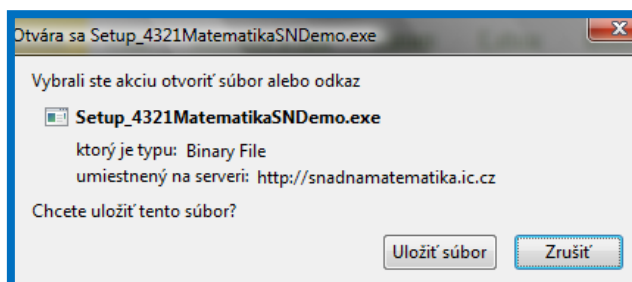 Otvára sa Setup_4321MatematikaSNDemo.exe
Vybrali ste akciu otvoriť súbor alebo odkaz
Setup_4321MatematikaSNDemo.exe
ktorý je typu: Binary File
umiestnený na serveri: http://snadnamatematika.ic.cz
Chcete uložiť tento súbor?
Uložiť súbor Zrušiť